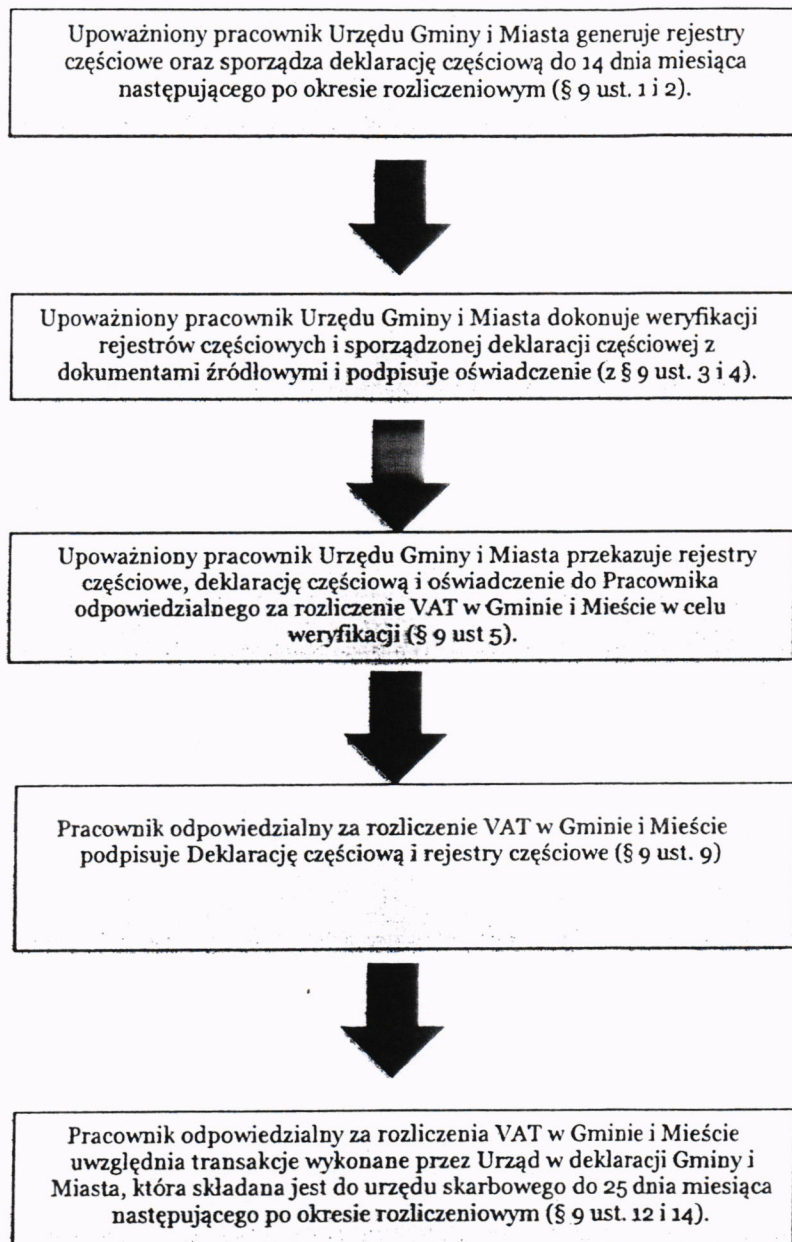 Upoważniony pracownik Urzędu Gminy i Miasta generuje rejestry
częściowe oraz sporządza deklarację częściową do 14 dnia miesiąca
następującego po okresie rozliczeniowym (§ 9 ust. 1 i 2).
Upoważniony pracownik Urzędu Gminy i Miasta dokonuje weryfikacji
rejestrów częściowych i sporządzonej deklaracji częściowej z
dokumentami źródłowymi i podpisuje oświadczenie (z § 9 ust. 3 i 4).
Upoważniony pracownik Urzędu Gminy i Miasta przekazuje rejestry
częściowe, deklarację częściową i oświadczenie do Pracownika
odpowiedzialnego za rozliczenie VAT w Gminie i Mieście w celu
weryfikacji (§ 9 ust 5).
Pracownik odpowiedzialny za rozliczenie VAT w Gminie i Mieście
podpisuje Deklarację częściową i rejestry częściowe (§ 9 ust. 9)
Pracownik odpowiedzialny za rozliczenia VAT w Gminie i Mieście
uwzględnia transakcje wykonane przez Urząd w deklaracji Gminy i
Miasta, która składana jest do urzędu skarbowego do 25 dnia miesiąca
następującego po okresie rozliczeniowym (§ 9 ust. 12 i 14).